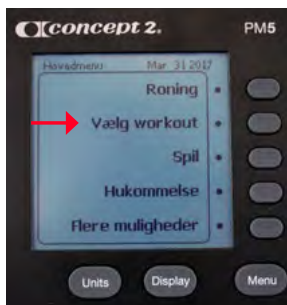 concept 2. PM5
Hovedmenu Mar 31 2017
Roning
Vælg workout
Spil
Hukommelse
Flere muligheder
Units Display Menu